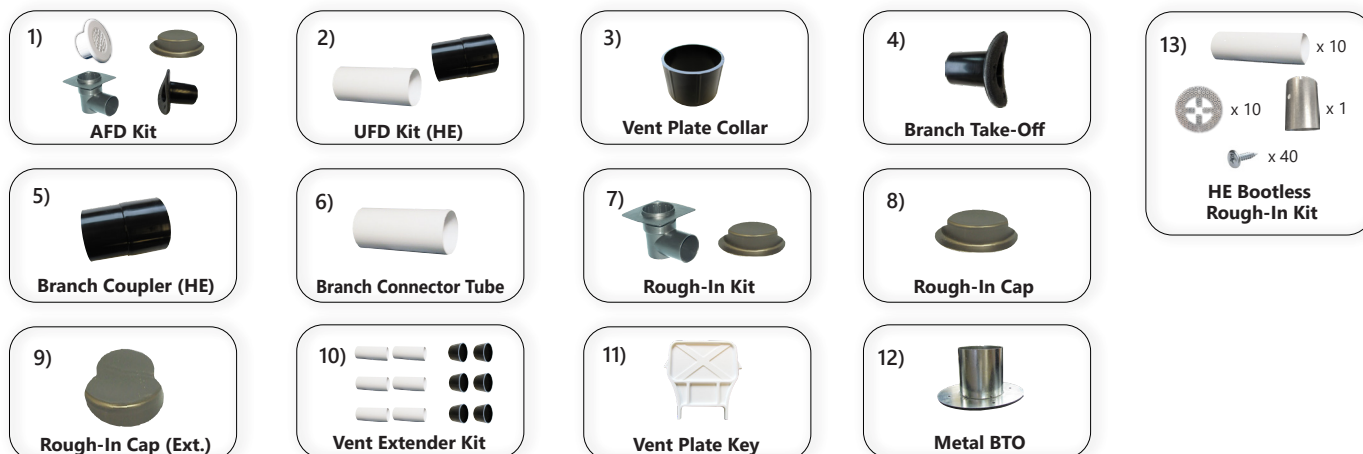 1)
AFD Kit
2)
UFD Kit (HE)
3)
Vent Plate Collar
4)
Branch Take-Off
13)
x 10
x 10
x 1
x 40
HE Bootless
Rough-In Kit
5)
Branch Coupler (HE)
6)
Branch Connector Tube
7)
Rough-In Kit
8)
Rough-In Cap
9)
Rough-In Cap (Ext.)
10)
Vent Extender Kit
11)
Vent Plate Key
12)
Metal BTO